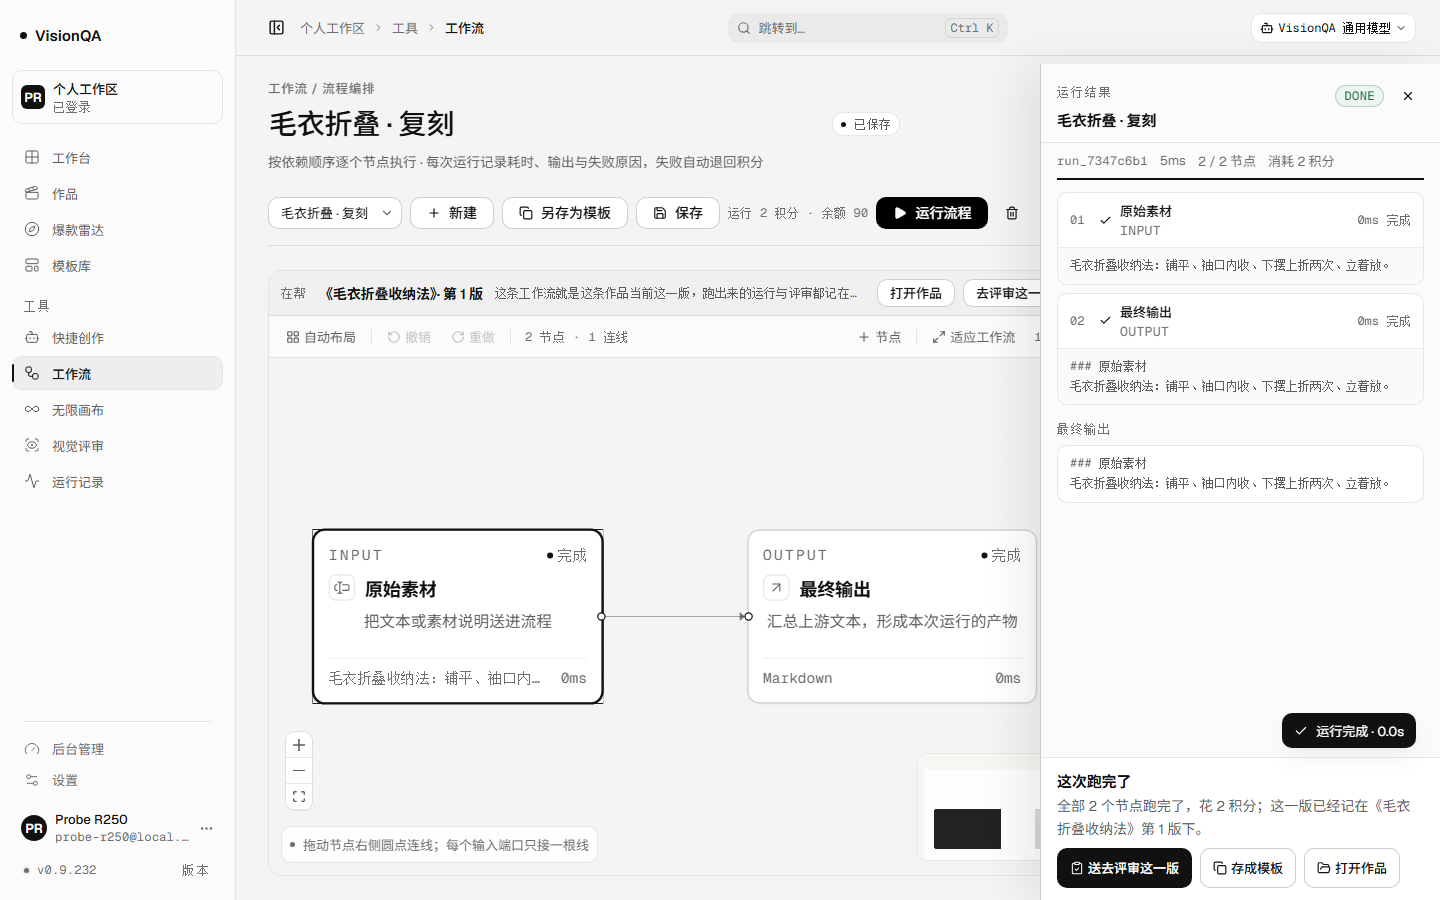 VisionQA
PR
个人工作区
已登录
工作台
作品
爆款雷达
模板库
工具
快捷创作
工作流
无限画布
视觉评审
运行记录
后台管理
设置
PR
Probe R250
probe-r250@local.…
v0.9.232
版本
个人工作区
工具
工作流
跳转到…
Ctrl K
VisionQA 通用模型
工作流 / 流程编排
毛衣折叠 · 复刻
已保存
按依赖顺序逐个节点执行 · 每次运行记录耗时、输出与失败原因，失败自动退回积分
毛衣折叠 · 复刻
新建
另存为模板
保存
运行 2 积分 · 余额 90
运行流程
在帮
《毛衣折叠收纳法》· 第 1 版
这条工作流就是这条作品当前这一版，跑出来的运行与评审都记在…
打开作品
去评审这一
自动布局
撤销
重做
2 节点 · 1 连线
节点
适应工作流
1
INPUT
完成
原始素材
把文本或素材说明送进流程
毛衣折叠收纳法：铺平、袖口内…
0ms
OUTPUT
完成
最终输出
汇总上游文本，形成本次运行的产物
Markdown
0ms
拖动节点右侧圆点连线；每个输入端口只接一根线
运行结果
毛衣折叠 · 复刻
DONE
run_7347c6b1
5ms
2 / 2 节点
消耗 2 积分
01
原始素材
INPUT
0ms 完成
毛衣折叠收纳法：铺平、袖口内收、下摆上折两次、立着放。
02
最终输出
OUTPUT
0ms 完成
### 原始素材
毛衣折叠收纳法：铺平、袖口内收、下摆上折两次、立着放。
最终输出
### 原始素材
毛衣折叠收纳法：铺平、袖口内收、下摆上折两次、立着放。
运行完成 · 0.0s
这次跑完了
全部 2 个节点跑完了，花 2 积分；这一版已经记在《毛衣
折叠收纳法》第 1 版下。
送去评审这一版
存成模板
打开作品